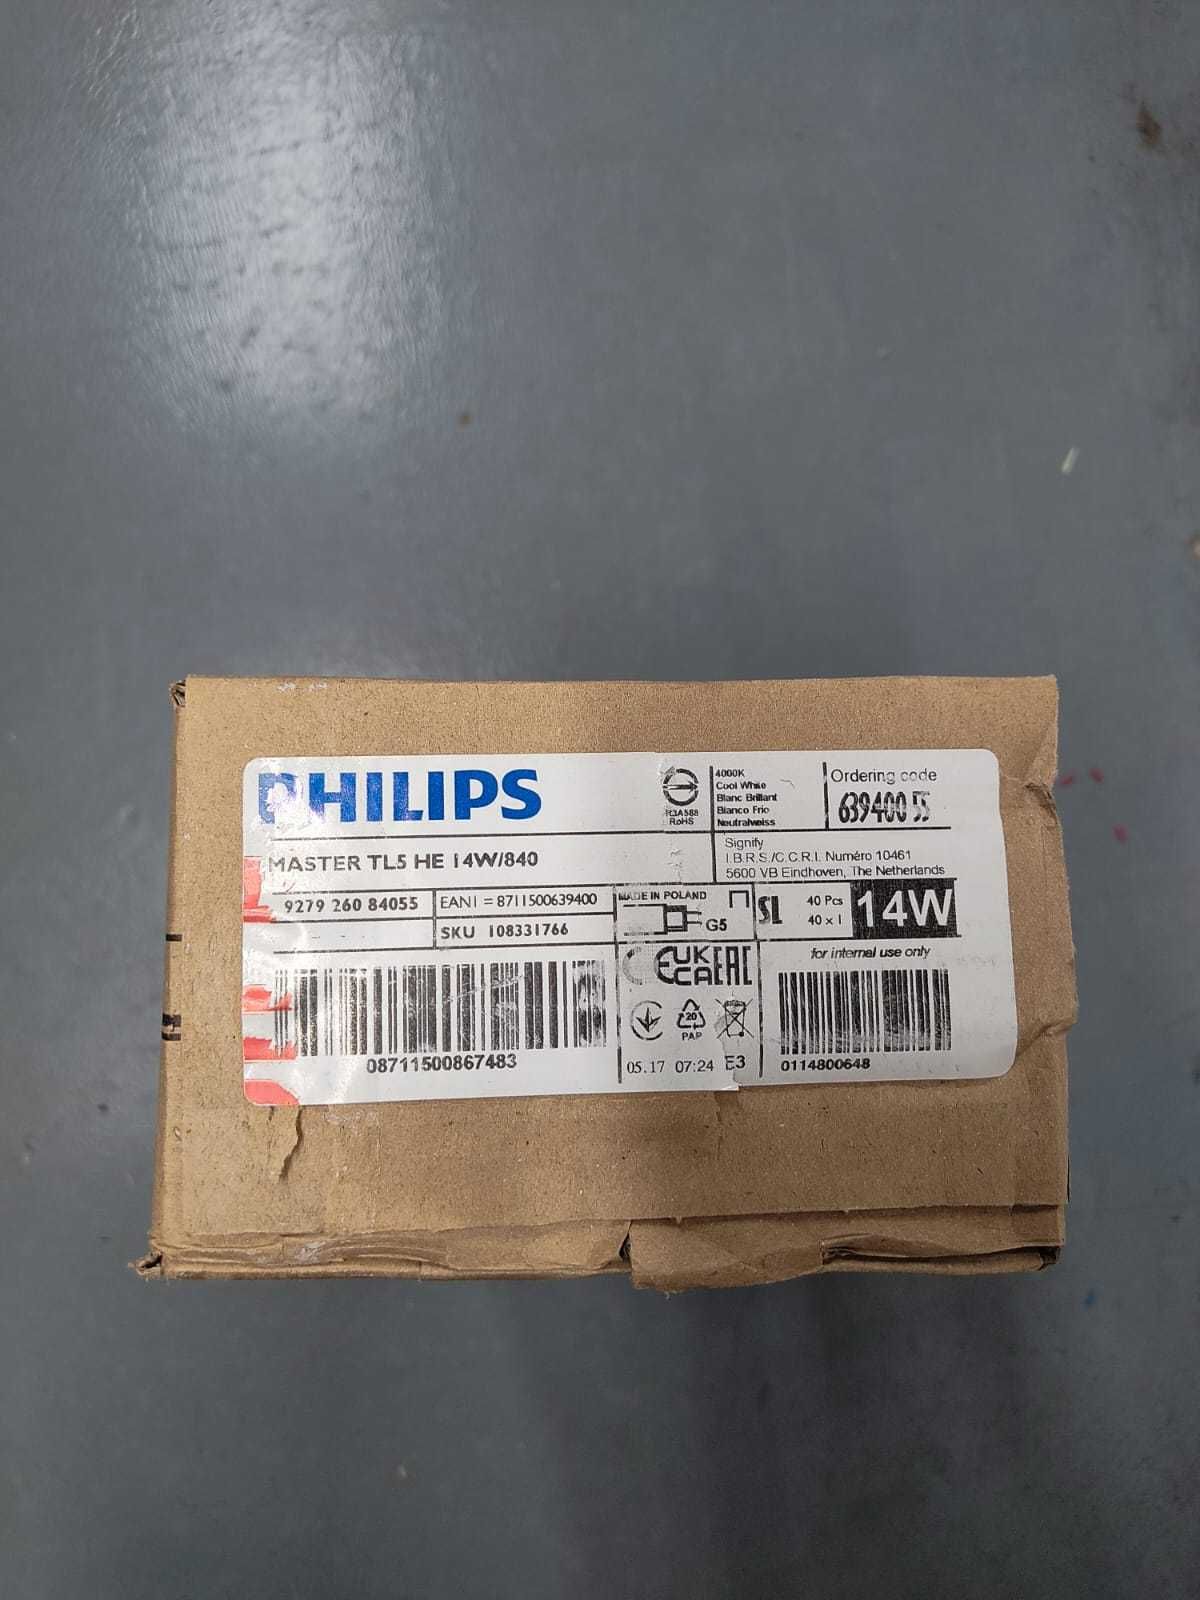 PHILIPS
R3A588
RoHS
4000K
Cool White
Blanc Brillant
Bianco Frio
Neutralweiss
Ordering code
639400 55
MASTER TL5 HE 14W/840
Signify
I.B.R.S./C.C.R.I. Numéro 10461
5600 VB Eindhoven, The Netherlands
9279 260 84055
EAN1 = 8711500639400
SKU 108331766
MADE IN POLAND
G5
SL
40 Pcs
40 x 1
14W
CE UK CA EAC
for internal use only
20
PAP
08711500867483
05.17 07:24 E3
0114800648